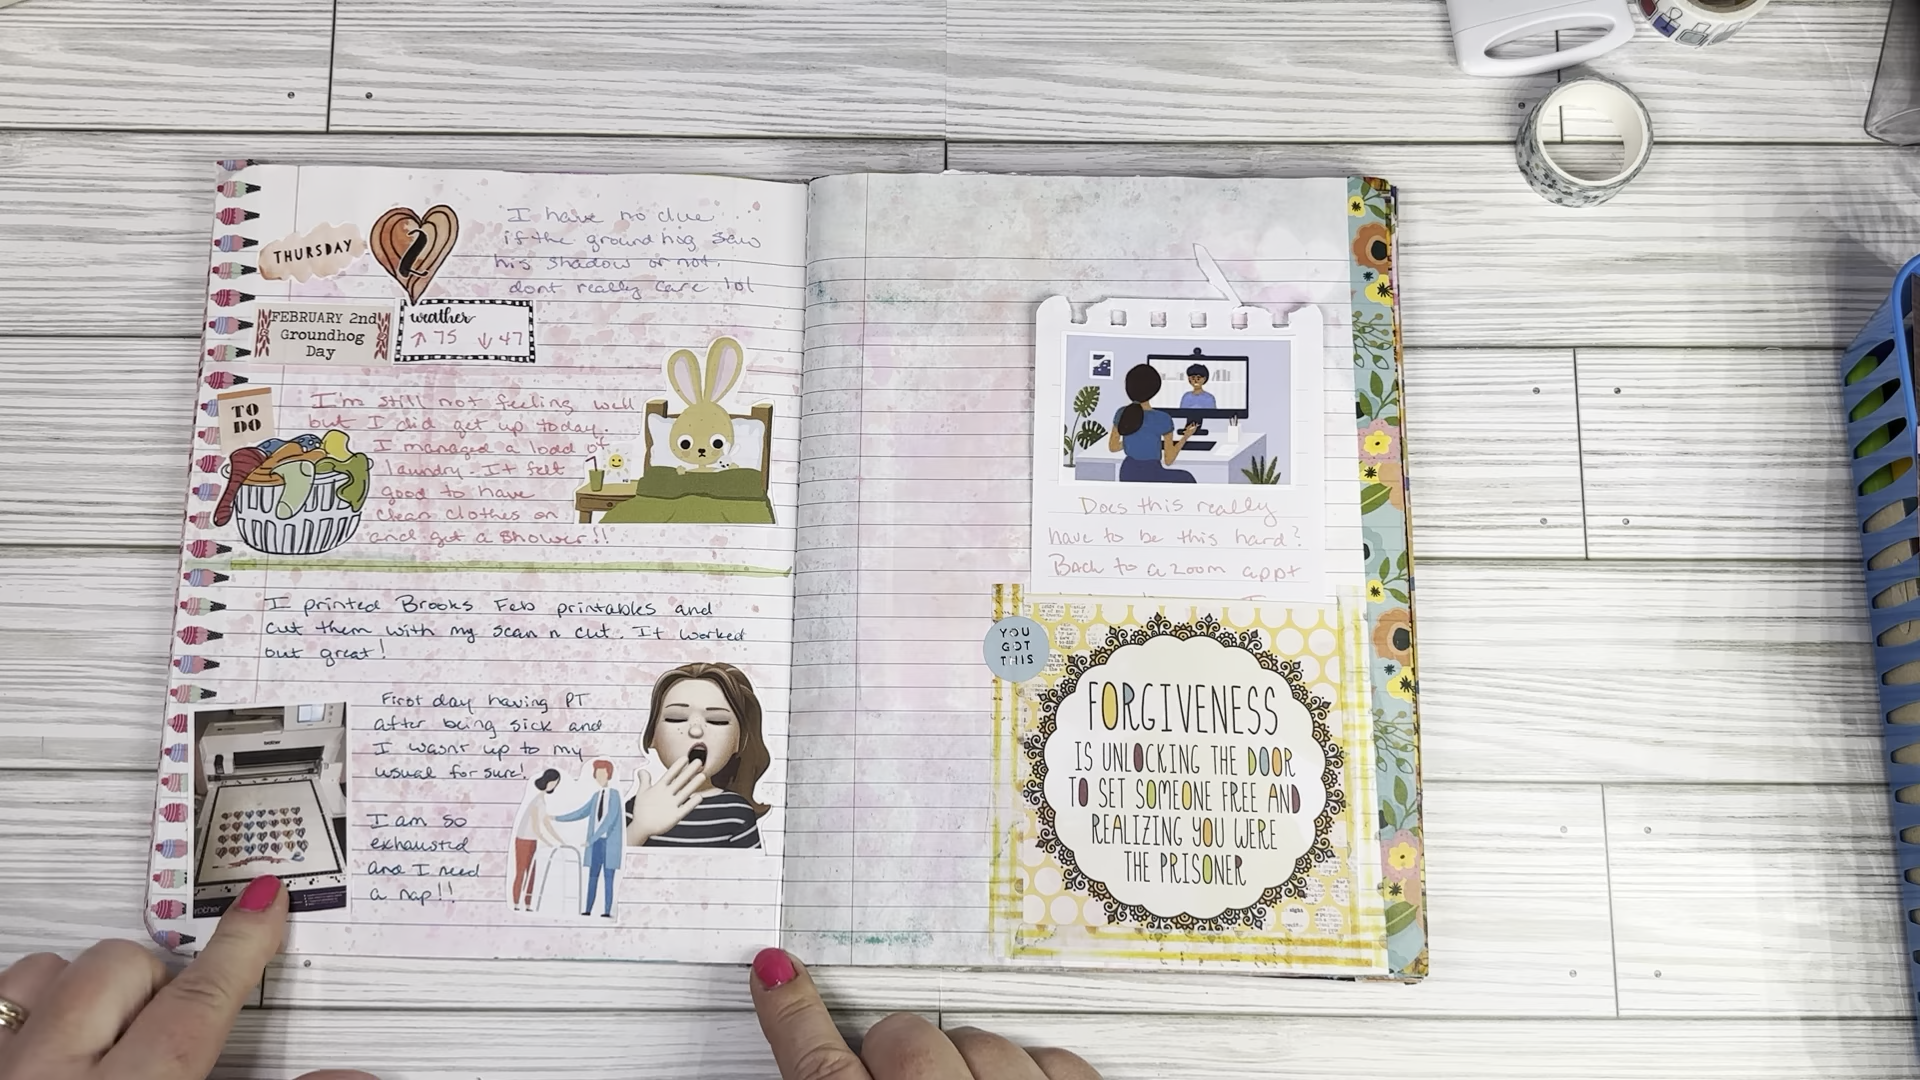 THURSDAY
2
I have no clue
if the groundhog saw
his shadow or not.
dont really care lol
FEBRUARY 2nd
Groundhog
Day
weather
↑ 75 ↓ 47
TO
DO
I'm still not feeling well
but I did get up today.
I managed a load of
laundry. It felt
good to have
clean clothes on
and get a shower!!
I printed Brooks Feb printables and
cut them with my scan n cut. It worked
out great!
First day having PT
after being sick and
I wasn't up to my
usual for sure!
I am so
exhausted
and I need
a nap!!
brother
Does this really
have to be this hard?
Back to a zoom appt
YOU
GOT
THIS
FORGIVENESS
IS UNLOCKING THE DOOR
TO SET SOMEONE FREE AND
REALIZING YOU WERE
THE PRISONER